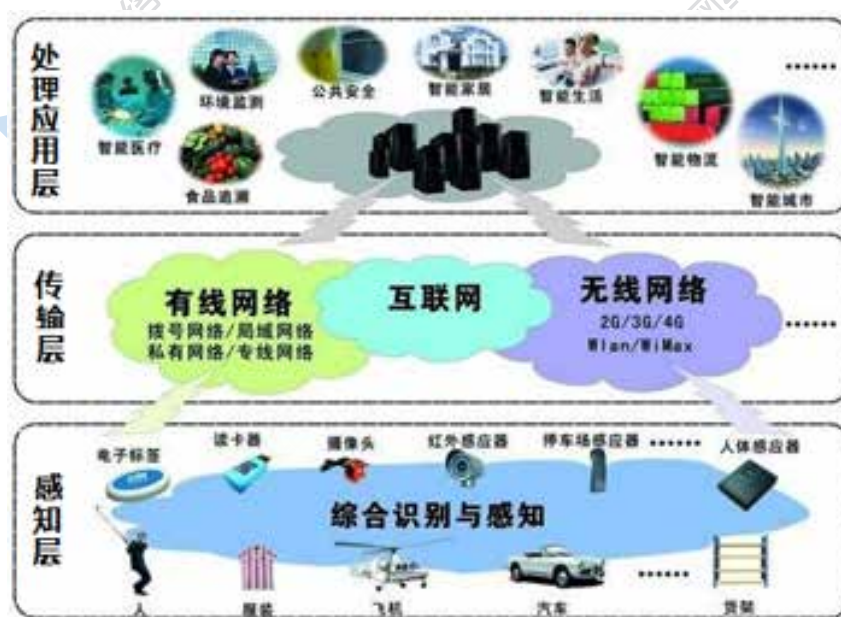 处理应用层
智能医疗
环境监测
公共安全
智能家居
智能生活
……
食品追溯
智能物流
智能城市
传输层
有线网络
拨号网络/局域网络
私有网络/专线网络
互联网
无线网络
2G/3G/4G
Wlan/WiMax
……
感知层
电子标签
读卡器
摄像头
红外感应器
停车场感应器
……
人体感应器
综合识别与感知
人
服装
飞机
汽车
……
货架